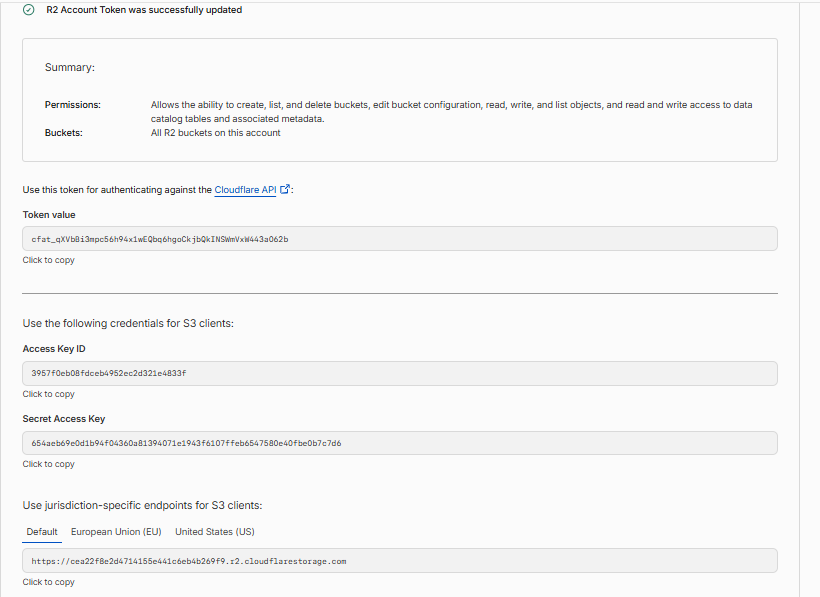 R2 Account Token was successfully updated
Summary:
Permissions: Allows the ability to create, list, and delete buckets, edit bucket configuration, read, write, and list objects, and read and write access to data
catalog tables and associated metadata.
Buckets: All R2 buckets on this account
Use this token for authenticating against the Cloudflare API :
Token value
cfat_qXVbBi3mpc56h94x1wEQbq6hgoCkjbQkINSWmVxW443a062b
Click to copy
Use the following credentials for S3 clients:
Access Key ID
3957f0eb08fdceb4952ec2d321e4833f
Click to copy
Secret Access Key
654aeb69e0d1b94f04360a81394071e1943f6107ffeb6547580e40fbe0b7c7d6
Click to copy
Use jurisdiction-specific endpoints for S3 clients:
Default European Union (EU) United States (US)
https://cea22f8e2d4714155e441c6eb4b269f9.r2.cloudflarestorage.com
Click to copy